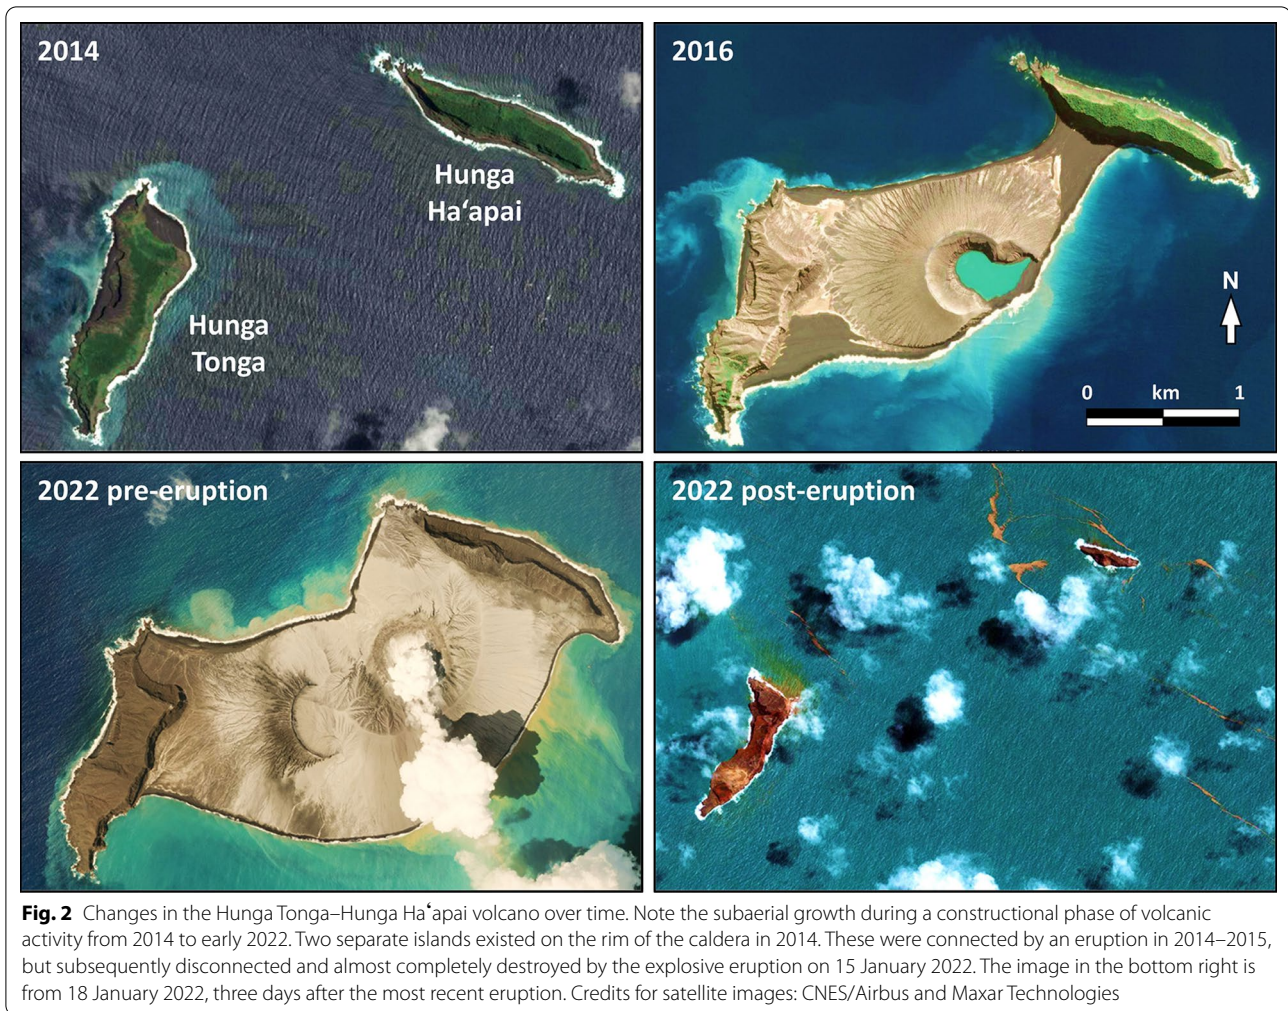 2014
Hunga
Ha‘apai
Hunga
Tonga
2016
N
0 km 1
2022 pre-eruption
2022 post-eruption
Fig. 2 Changes in the Hunga Tonga–Hunga Ha‘apai volcano over time. Note the subaerial growth during a constructional phase of volcanic
activity from 2014 to early 2022. Two separate islands existed on the rim of the caldera in 2014. These were connected by an eruption in 2014–2015,
but subsequently disconnected and almost completely destroyed by the explosive eruption on 15 January 2022. The image in the bottom right is
from 18 January 2022, three days after the most recent eruption. Credits for satellite images: CNES/Airbus and Maxar Technologies